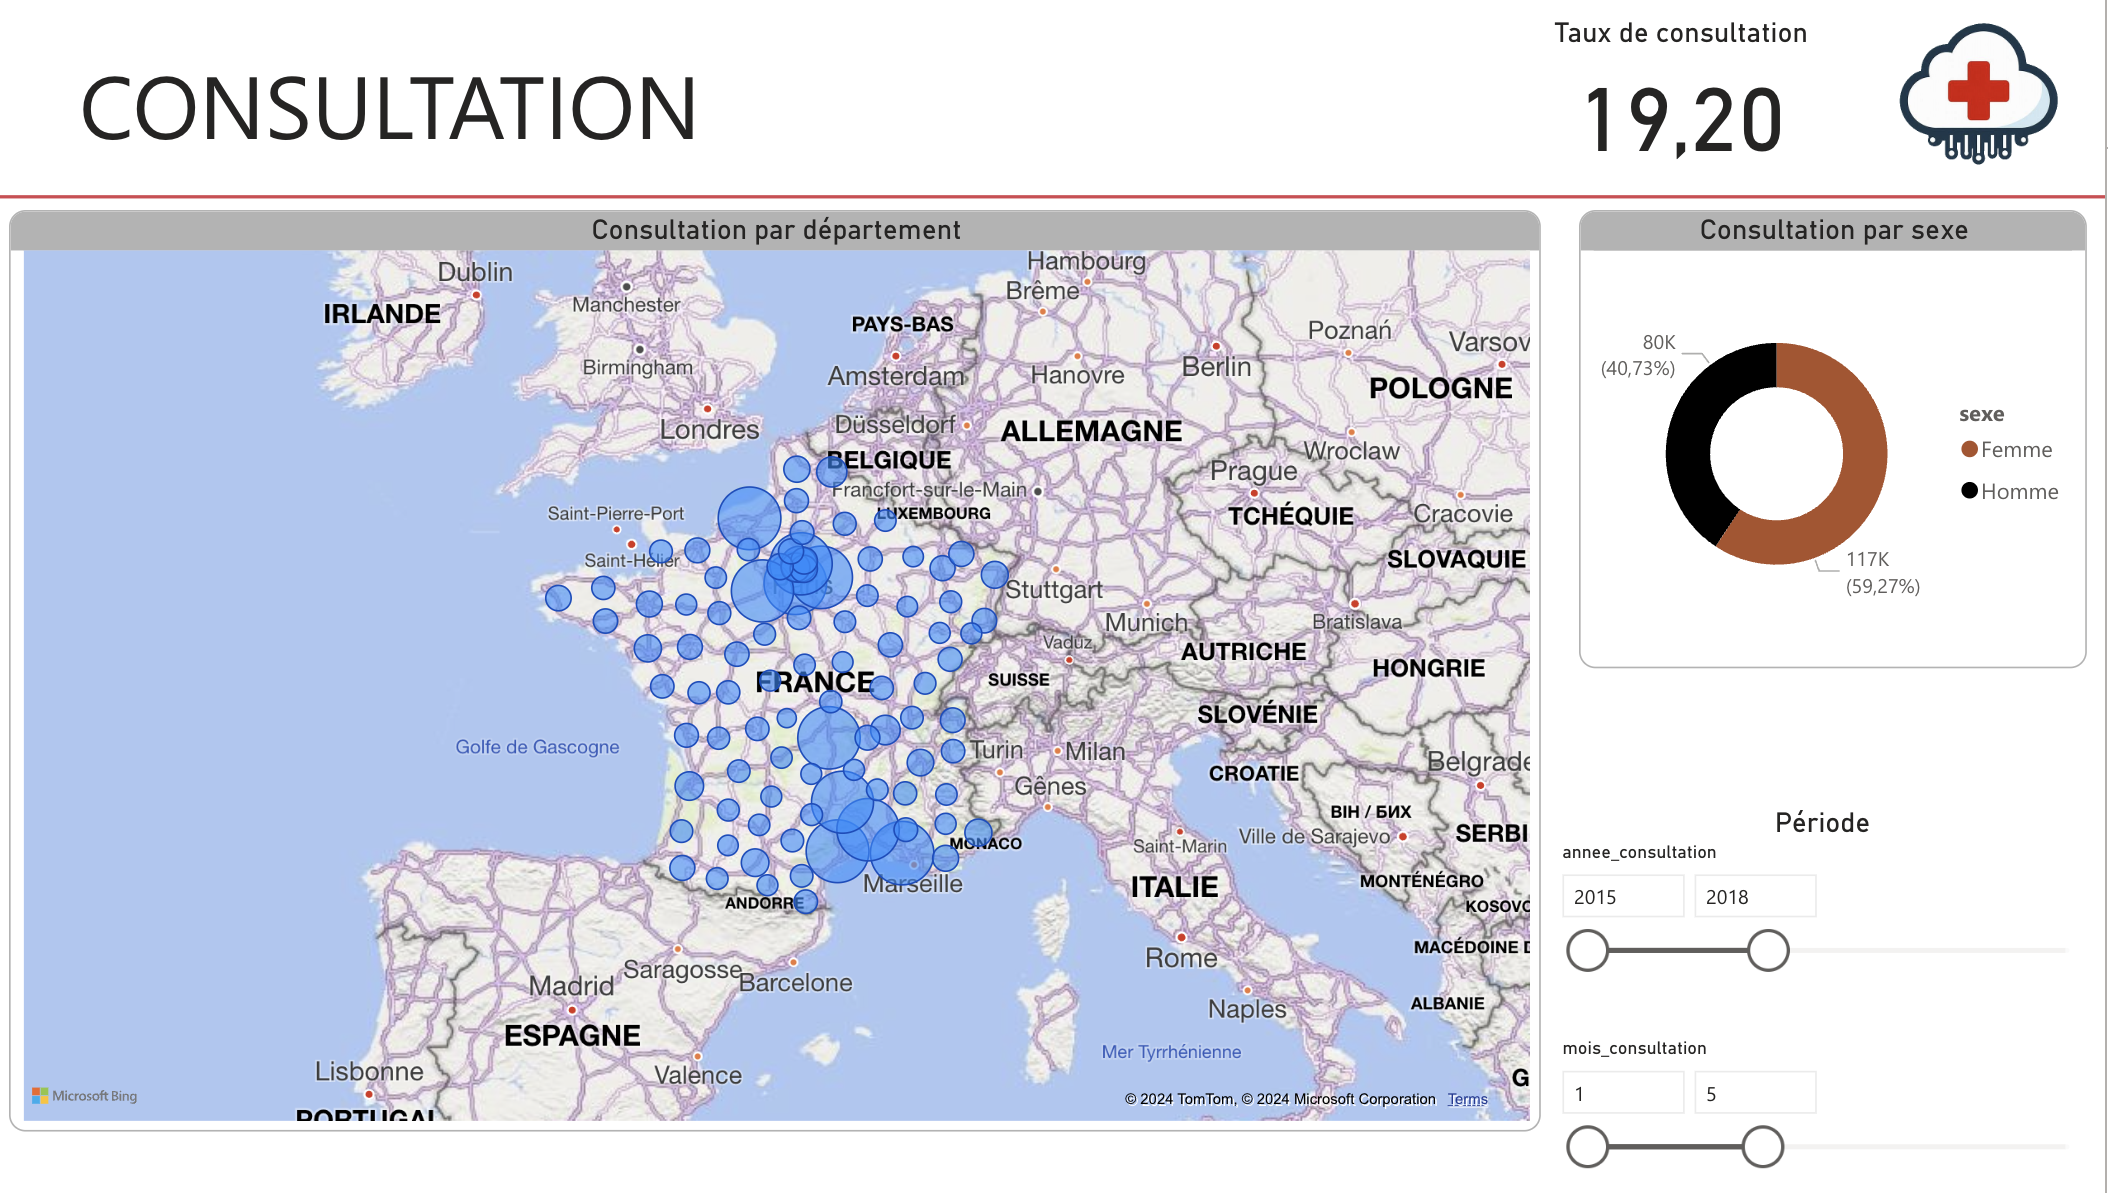 Taux de consultation
CONSULTATION
19,20
Consultation par département
Consultation par sexe
Dublin
Hambourg
Manchester
Brême
IRLANDE
PAYS-BAS
Poznań
Varsov
Birmingham
Amsterdam
Hanovre
Berlin
POLOGNE
Londres
Düsseldorf
ALLEMAGNE
BELGIQUE
Wroclaw
Prague
Francfort-sur-le-Main
Saint-Pierre-Port
LUXEMBOURG
TCHÉQUIE
Cracovie
Saint-Hélier
SLOVAQUIE
Stuttgart
Munich
Bratislava
Vaduz
AUTRICHE
HONGRIE
FRANCE
SUISSE
SLOVÉNIE
Golfe de Gascogne
Turin
Milan
Belgrade
CROATIE
Gênes
BIH / БИХ
MONACO
Saint-Marin
Ville de Sarajevo
SERBI
Marseille
ITALIE
MONTÉNÉGRO
ANDORRE
KOSOVO
MACÉDOINE D
Saragosse
Rome
Madrid
Barcelone
Naples
ALBANIE
ESPAGNE
Mer Tyrrhénienne
Lisbonne
Valence
G
PORTUGAL
Microsoft Bing
© 2024 TomTom, © 2024 Microsoft Corporation Terms
80K
(40,73%)
sexe
Femme
Homme
117K
(59,27%)
Période
annee_consultation
2015
2018
mois_consultation
1
5